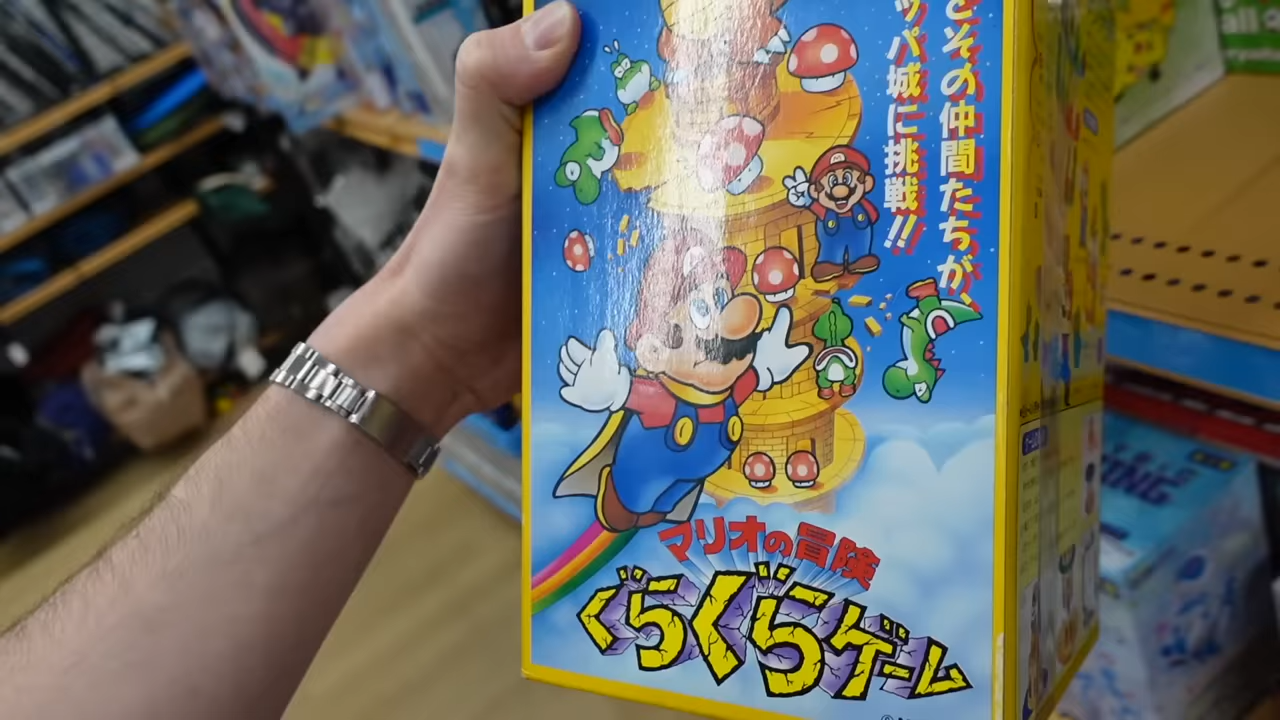 とその仲間たちが、
ッパ城に挑戦!!
マリオの冒険
ぐらぐらゲーム